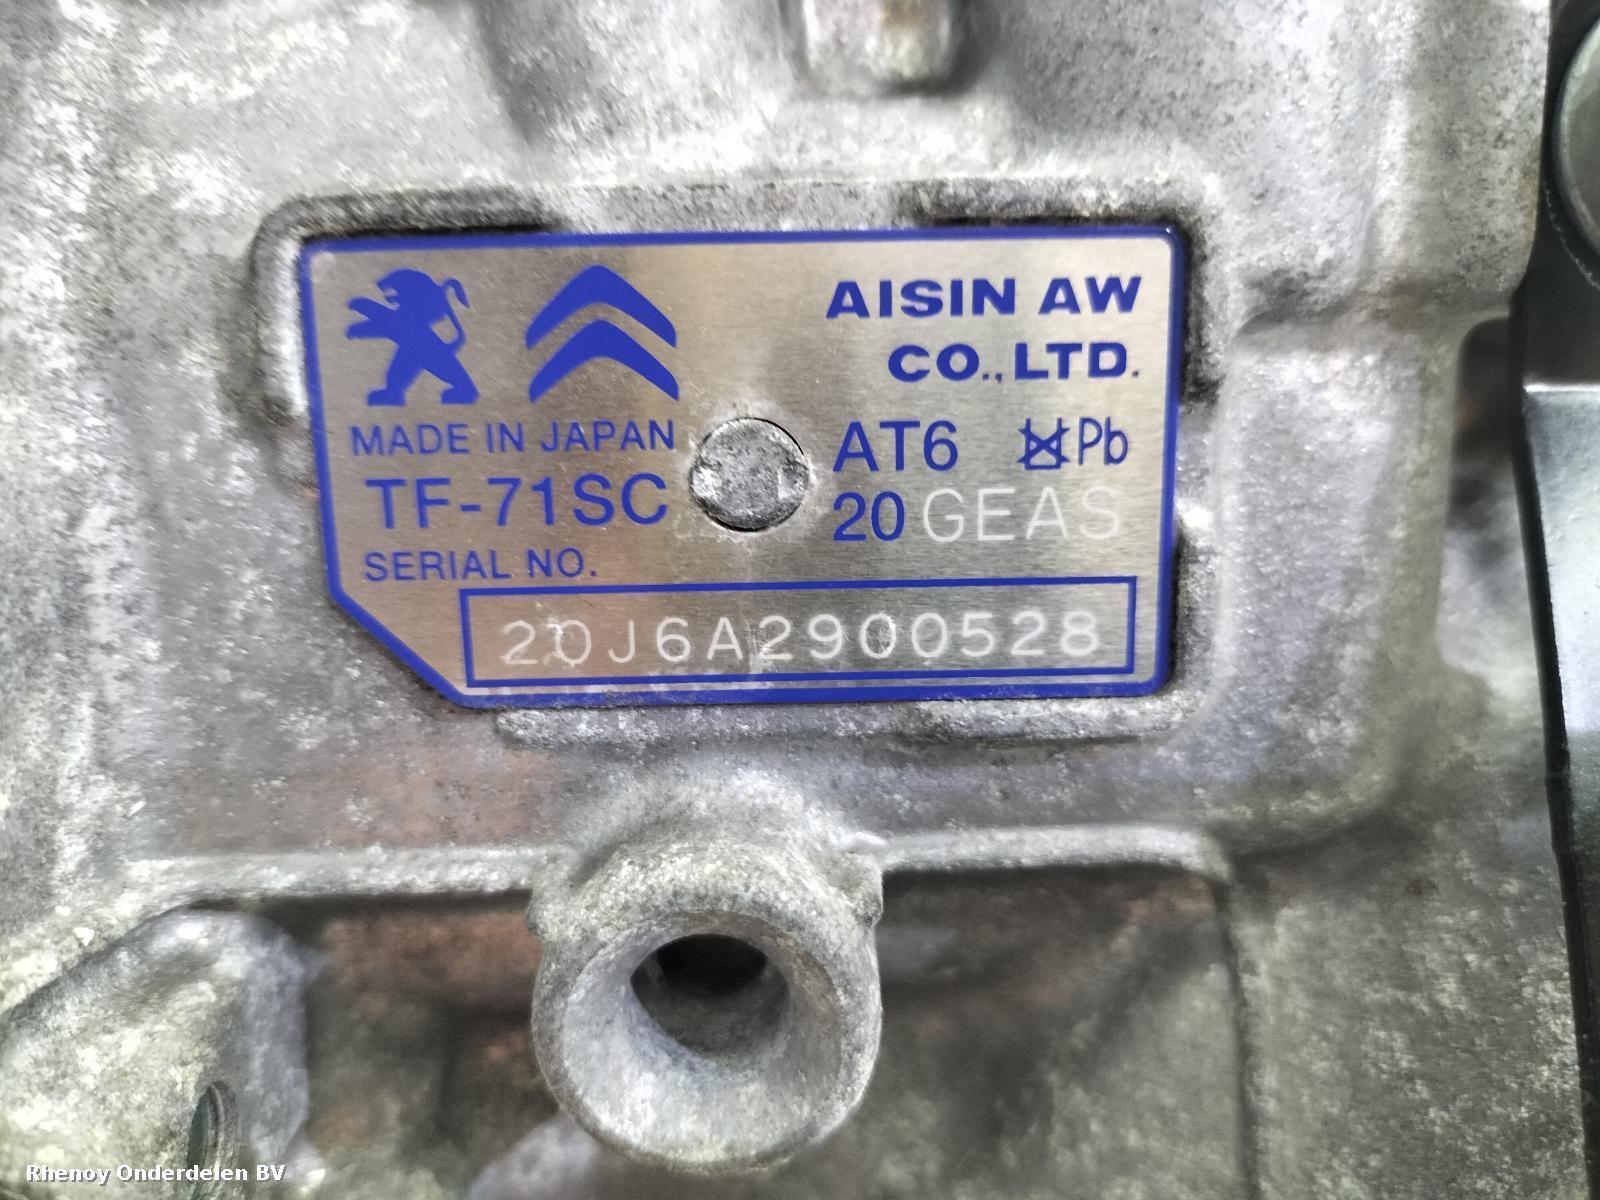 AISIN AW
CO., LTD.
MADE IN JAPAN
AT6 Pb
TF-71SC
20 GEAS
SERIAL NO.
20J6A2900528
Rhenoy Onderdelen BV